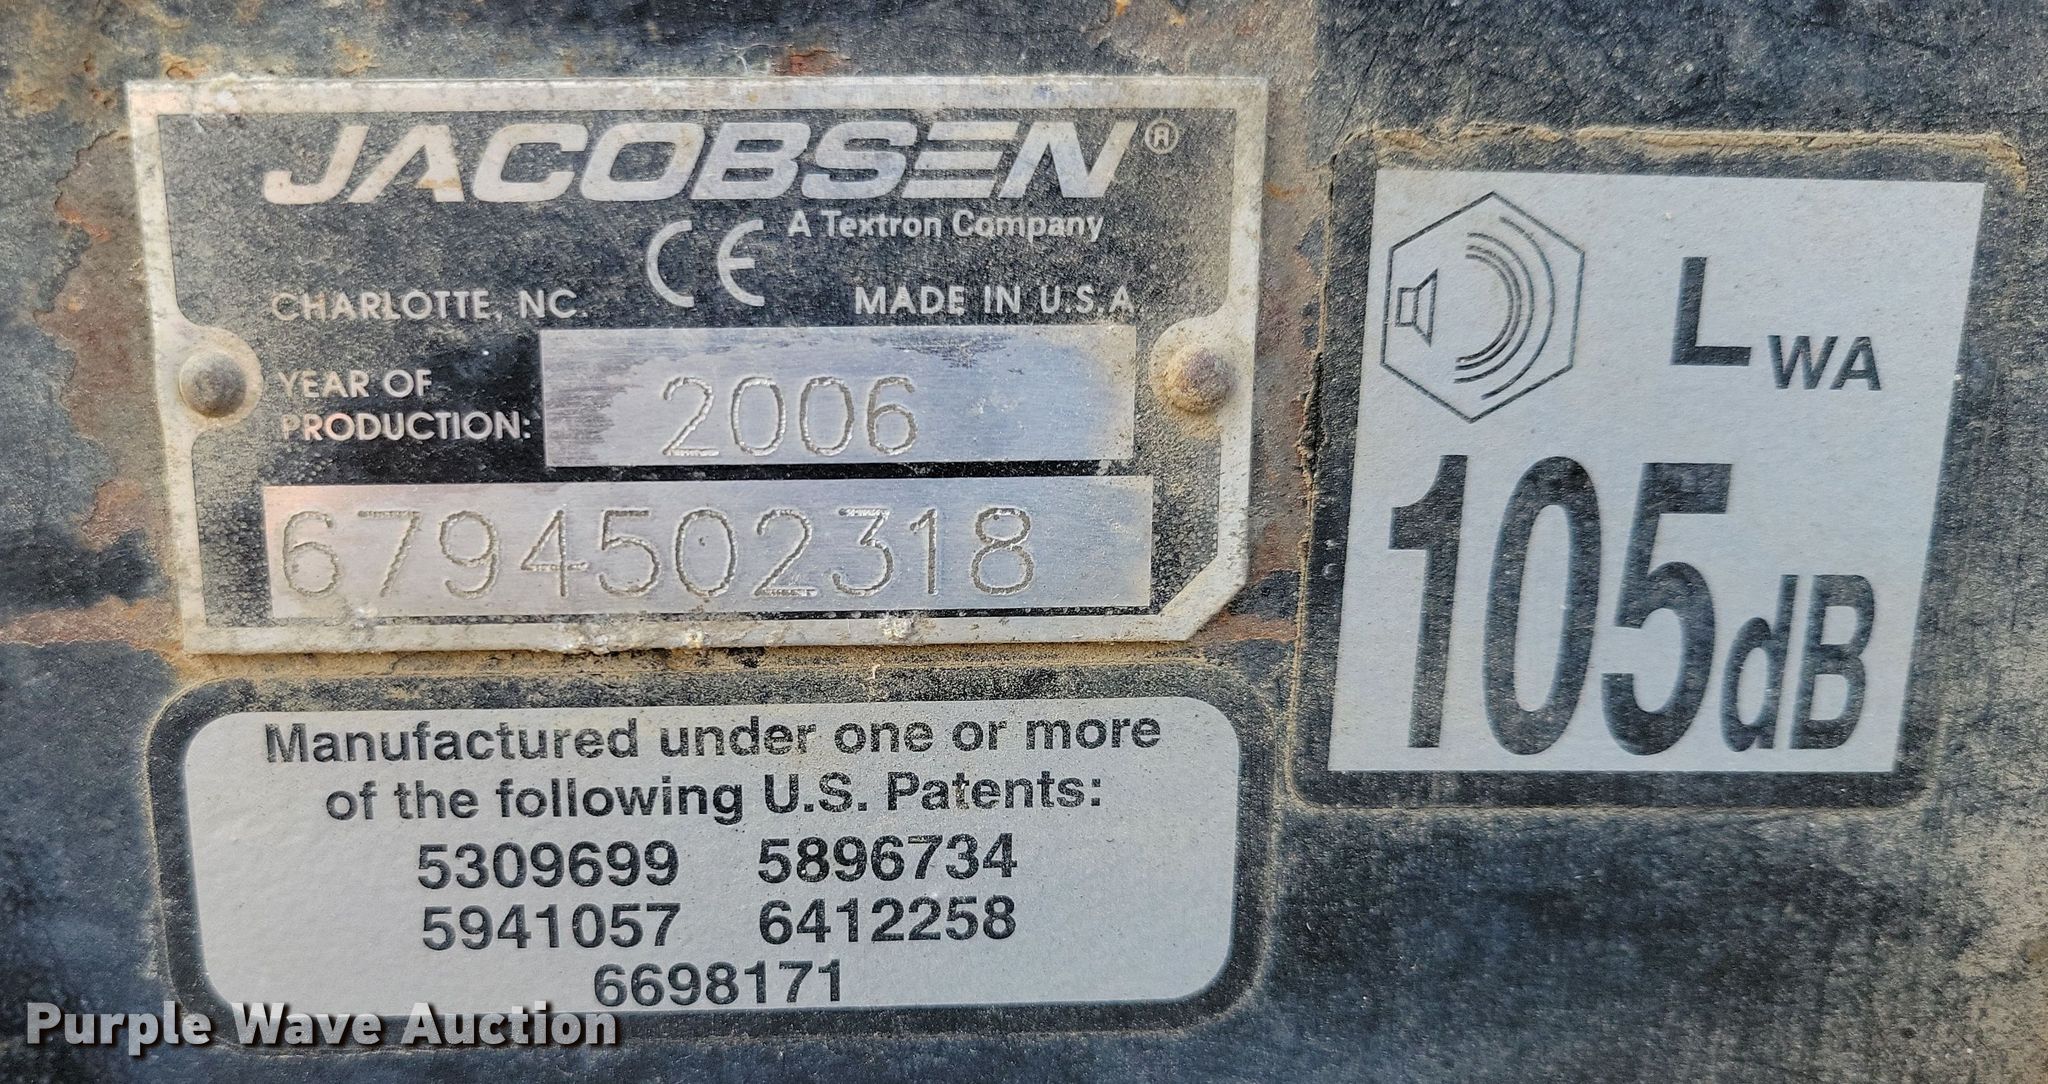 JACOBSEN®
A Textron Company
CE
CHARLOTTE, NC. MADE IN U.S.A.
YEAR OF
PRODUCTION: 2006
6794502318
LWA
105dB
Manufactured under one or more
of the following U.S. Patents:
5309699 5896734
5941057 6412258
6698171
Purple Wave Auction